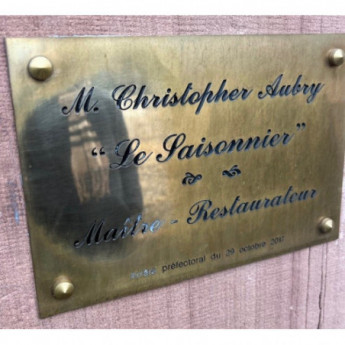 M. Christopher Aubry
"Le Saisonnier"
Maître - Restaurateur
préfectoral du 29 octobre